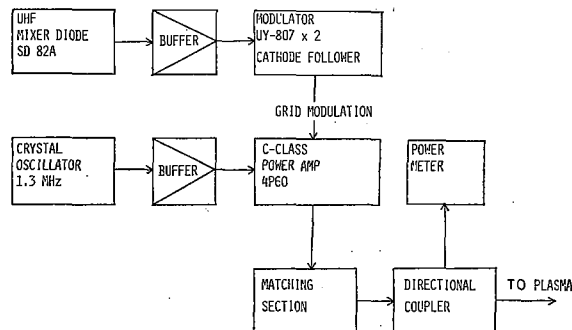 UHF
MIXER DIODE
SD 82A
BUFFER
MODULATOR
UY-807 x 2
CATHODE FOLLOWER
GRID MODULATION
CRYSTAL
OSCILLATOR
1.3 MHz
BUFFER
C-CLASS
POWER AMP
4P60
POWER
METER
MATCHING
SECTION
DIRECTIONAL
COUPLER
TO PLASMA